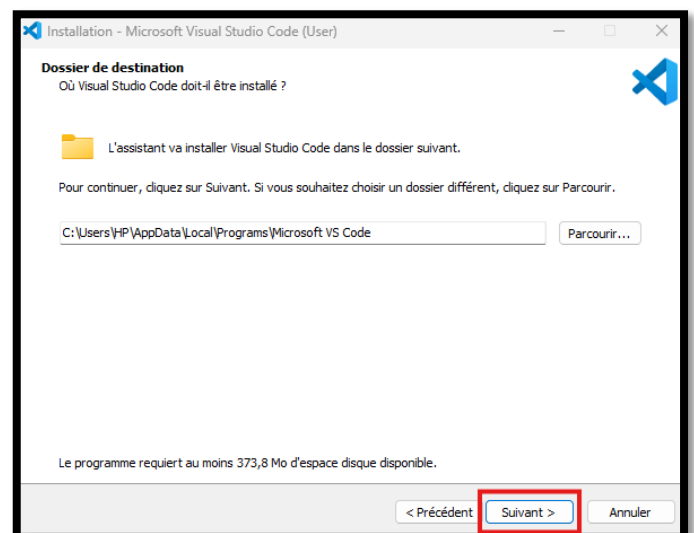 Installation - Microsoft Visual Studio Code (User)
Dossier de destination
Où Visual Studio Code doit-il être installé ?
L'assistant va installer Visual Studio Code dans le dossier suivant.
Pour continuer, cliquez sur Suivant. Si vous souhaitez choisir un dossier différent, cliquez sur Parcourir.
C:\Users\HP\AppData\Local\Programs\Microsoft VS Code Parcourir...
Le programme requiert au moins 373,8 Mo d'espace disque disponible.
< Précédent Suivant > Annuler